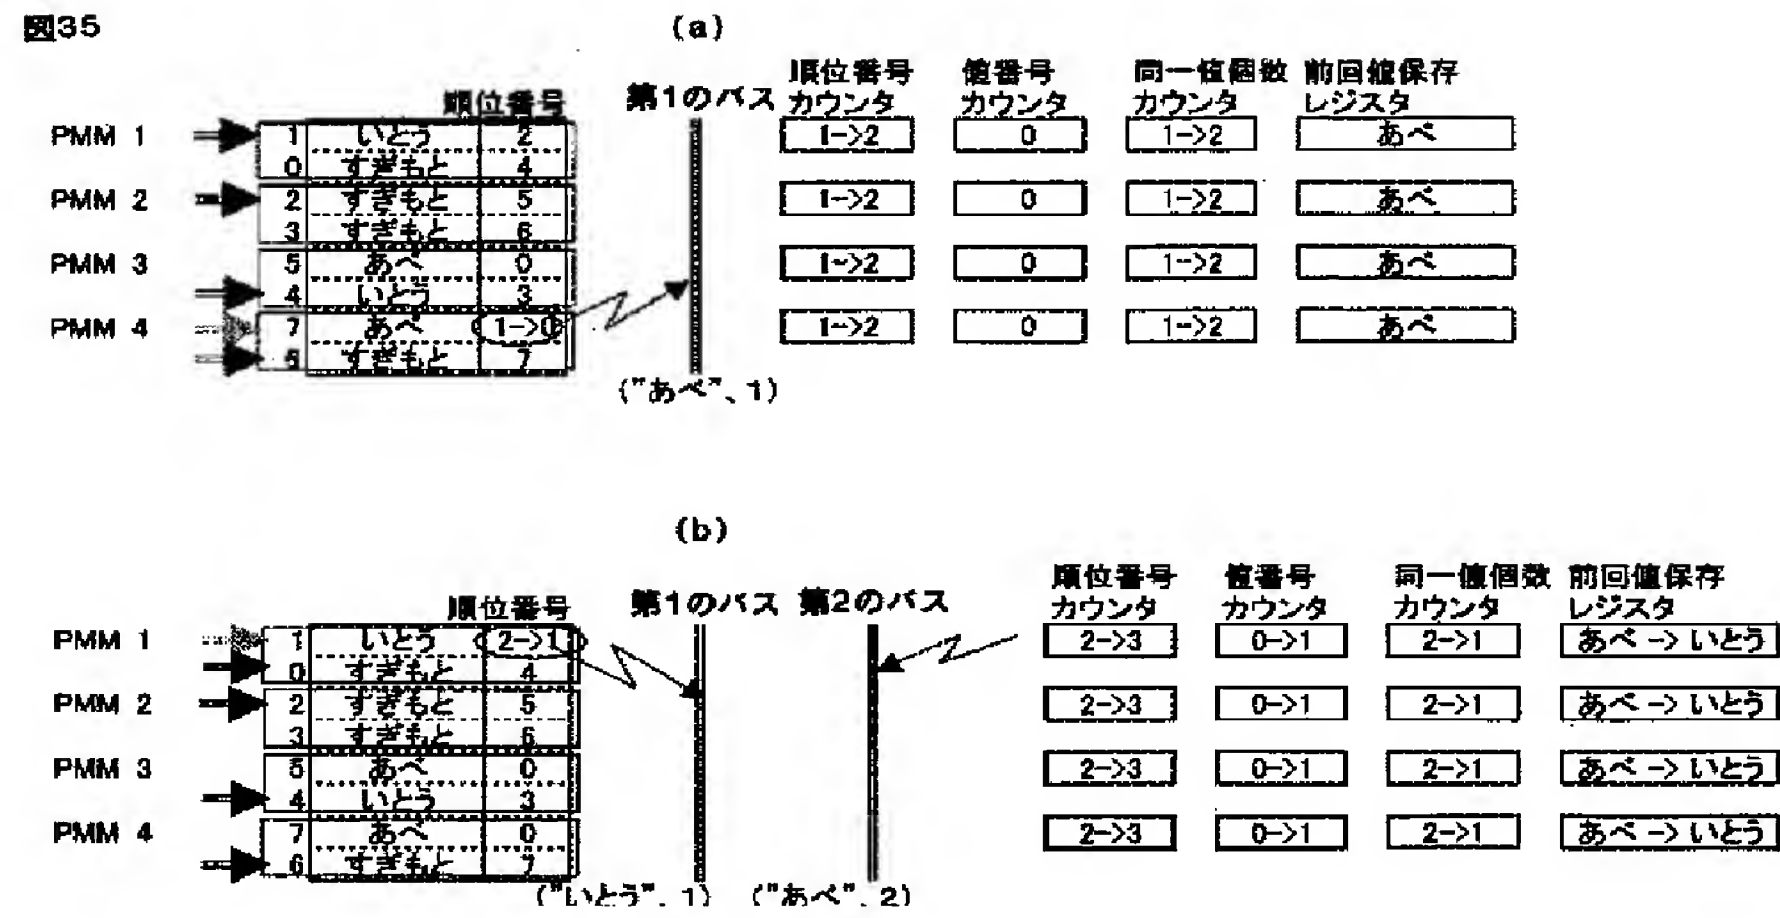 図35
(a)
順位番号 値番号 同一値個数 前回値保存
順位番号 第1のバス カウンタ カウンタ カウンタ レジスタ
PMM 1 1 いとう 2 1->2 0 1->2 あべ
0 すぎもと 4
PMM 2 2 すぎもと 5 1->2 0 1->2 あべ
3 すぎもと 6
PMM 3 5 あべ 0 1->2 0 1->2 あべ
4 いとう 3
PMM 4 7 あべ 1->0 1->2 0 1->2 あべ
すぎもと 7
("あべ"、1)
(b)
順位番号 値番号 同一値個数 前回値保存
順位番号 第1のバス 第2のバス カウンタ カウンタ カウンタ レジスタ
PMM 1 1 いとう 2->1 2->3 0->1 2->1 あべ -> いとう
0 すぎもと 4
PMM 2 2 すぎもと 5 2->3 0->1 2->1 あべ -> いとう
3 すぎもと 6
PMM 3 5 あべ 0 2->3 0->1 2->1 あべ -> いとう
4 いとう 3
PMM 4 7 あべ 0 2->3 0->1 2->1 あべ -> いとう
6 すぎもと 7
("いとう"、1) ("あべ"、2)